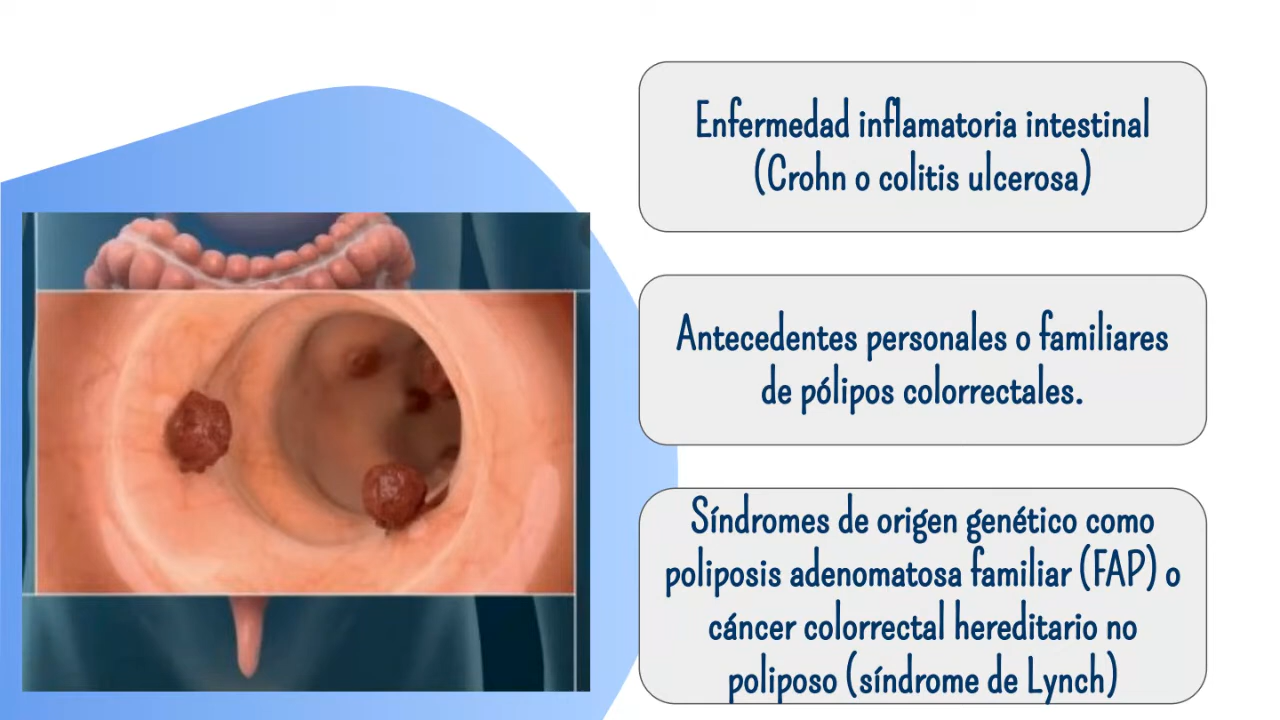 Enfermedad inflamatoria intestinal
(Crohn o colitis ulcerosa)
Antecedentes personales o familiares
de pólipos colorrectales.
Síndromes de origen genético como
poliposis adenomatosa familiar (FAP) o
cáncer colorrectal hereditario no
poliposo (síndrome de Lynch)